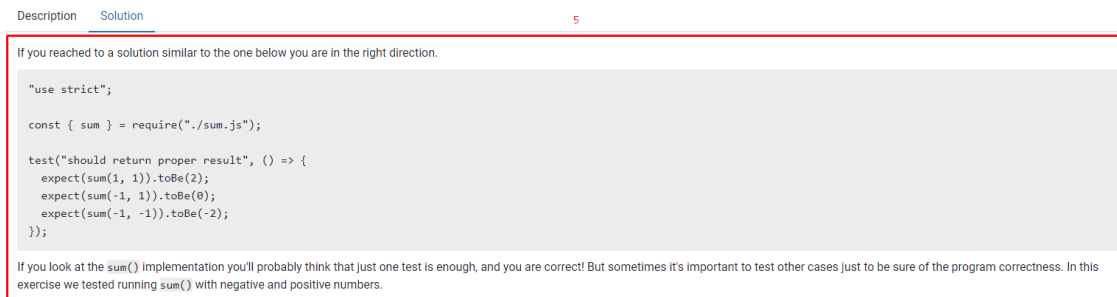 Description Solution 5
If you reached to a solution similar to the one below you are in the right direction.
"use strict";
const { sum } = require("./sum.js");
test("should return proper result", () => {
  expect(sum(1, 1)).toBe(2);
  expect(sum(-1, 1)).toBe(0);
  expect(sum(-1, -1)).toBe(-2);
});
If you look at the sum() implementation you'll probably think that just one test is enough, and you are correct! But sometimes it's important to test other cases just to be sure of the program correctness. In this
exercise we tested running sum() with negative and positive numbers.